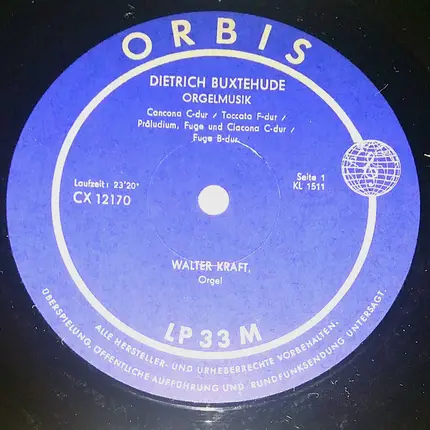 ORBIS
DIETRICH BUXTEHUDE
ORGELMUSIK
Cancona C-dur / Toccata F-dur /
Präludium, Fuge und Ciacona C-dur /
Fuge B-dur
Laufzeit: 23'20"
CX 12170
Seite 1
KL 1511
WALTER KRAFT,
Orgel
LP 33 M
ALLE HERSTELLER- UND URHEBERRECHTE VORBEHALTEN.
ÜBERSPIELUNG, ÖFFENTLICHE AUFFÜHRUNG UND RUNDFUNKSENDUNG UNTERSAGT.